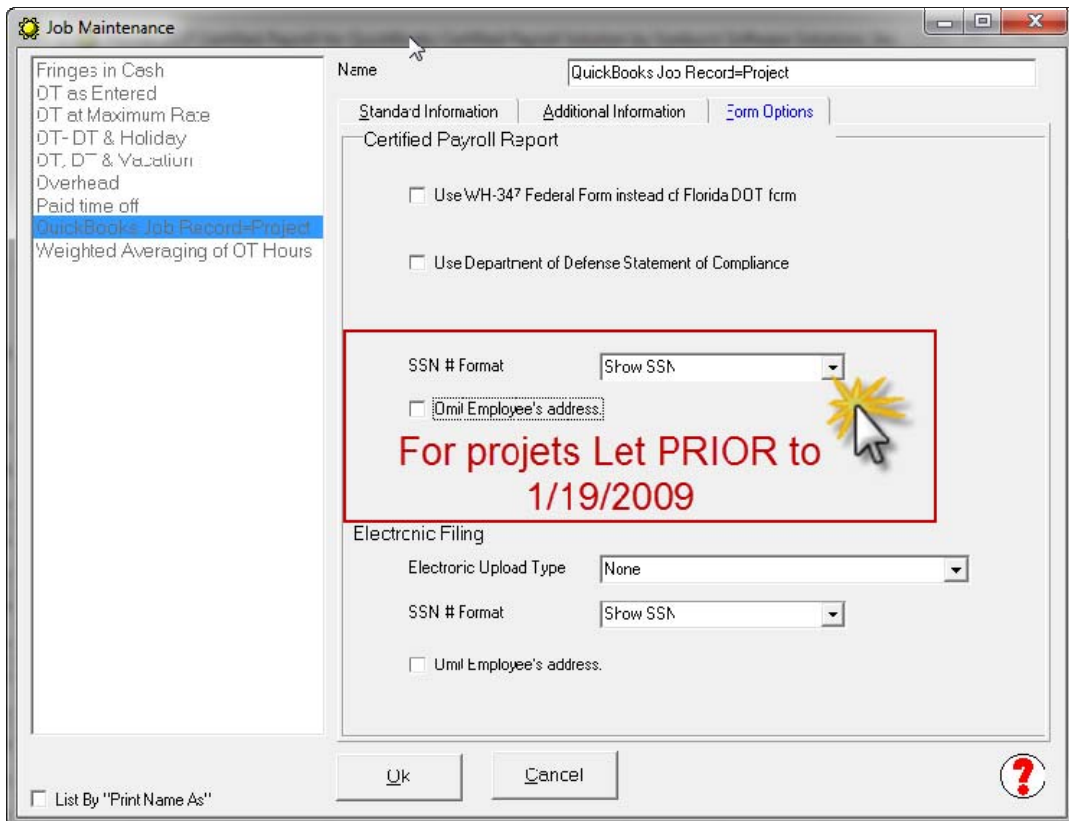 Job Maintenance
Fringes in Cash
OT as Entered
OT at Maximum Rate
OT- DT & Holiday
OT, DT & Vacation
Overhead
Paid time off
QuickBooks Job Record=Project
Weighted Averaging of OT Hours
List By "Print Name As"
Name
QuickBooks Job Record=Project
Standard Information
Additional Information
Form Options
Certified Payroll Report
Use WH-347 Federal Form instead of Florida DOT form
Use Department of Defense Statement of Compliance
SSN # Format
Show SSN
Omit Employee's address.
For projets Let PRIOR to
1/19/2009
Electronic Filing
Electronic Upload Type
None
SSN # Format
Show SSN
Omit Employee's address.
Ok
Cancel
?